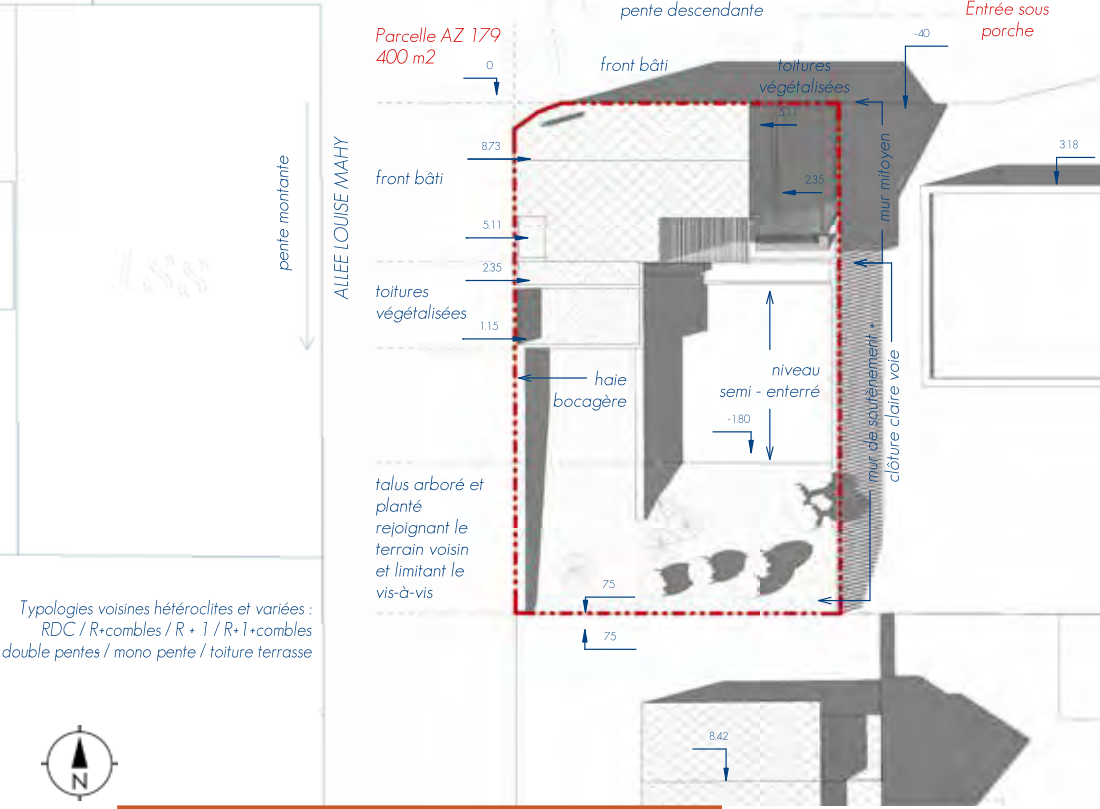 pente descendante
Entrée sous
porche
Parcelle AZ 179
400 m2
0
front bâti
toitures
végétalisées
-40
5.11
8.73
3.18
front bâti
2.35
mur mitoyen
pente montante
ALLEE LOUISE MAHY
5.11
2.35
toitures
végétalisées
1.15
188
haie
bocagère
niveau
semi - enterré
-1.80
mur de soutènement +
clôture claire voie
talus arboré et
planté
rejoignant le
terrain voisin
et limitant le
vis-à-vis
75
75
Typologies voisines hétéroclites et variées :
RDC / R+combles / R + 1 / R+1+combles
double pentes / mono pente / toiture terrasse
8.42
N